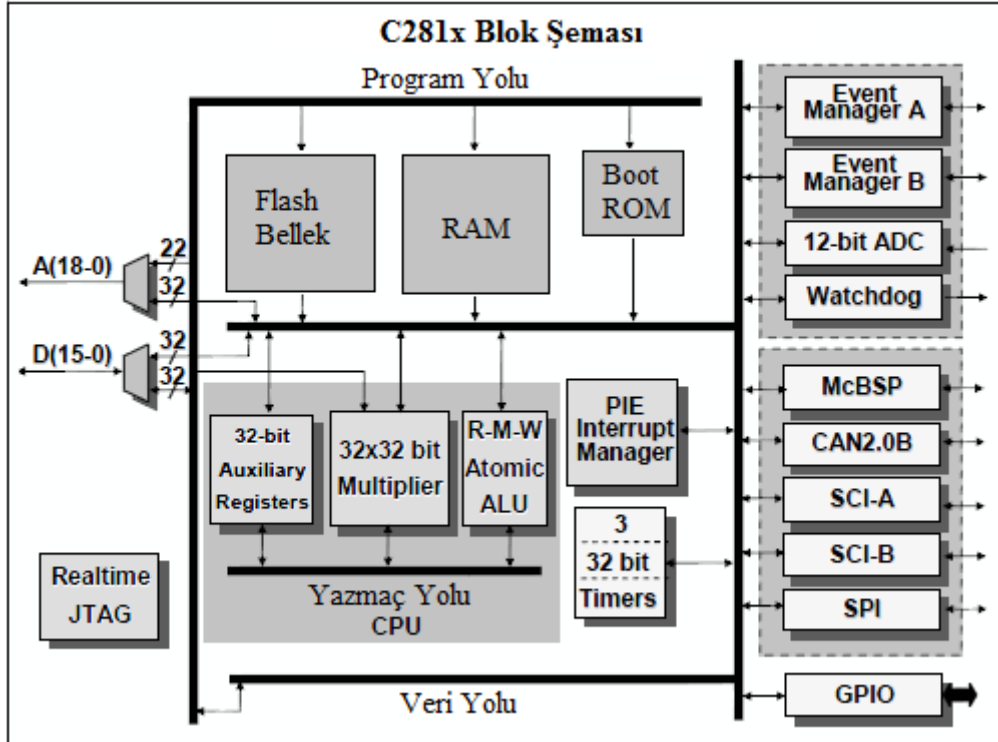 C281x Blok Şeması
Program Yolu
Flash
Bellek
RAM
Boot
ROM
A(18-0)
22
32
D(15-0)
32
32
32-bit
Auxiliary
Registers
32x32 bit
Multiplier
R-M-W
Atomic
ALU
PIE
Interrupt
Manager
3
32 bit
Timers
Yazmaç Yolu
CPU
Realtime
JTAG
Veri Yolu
Event
Manager A
Event
Manager B
12-bit ADC
Watchdog
McBSP
CAN2.0B
SCI-A
SCI-B
SPI
GPIO